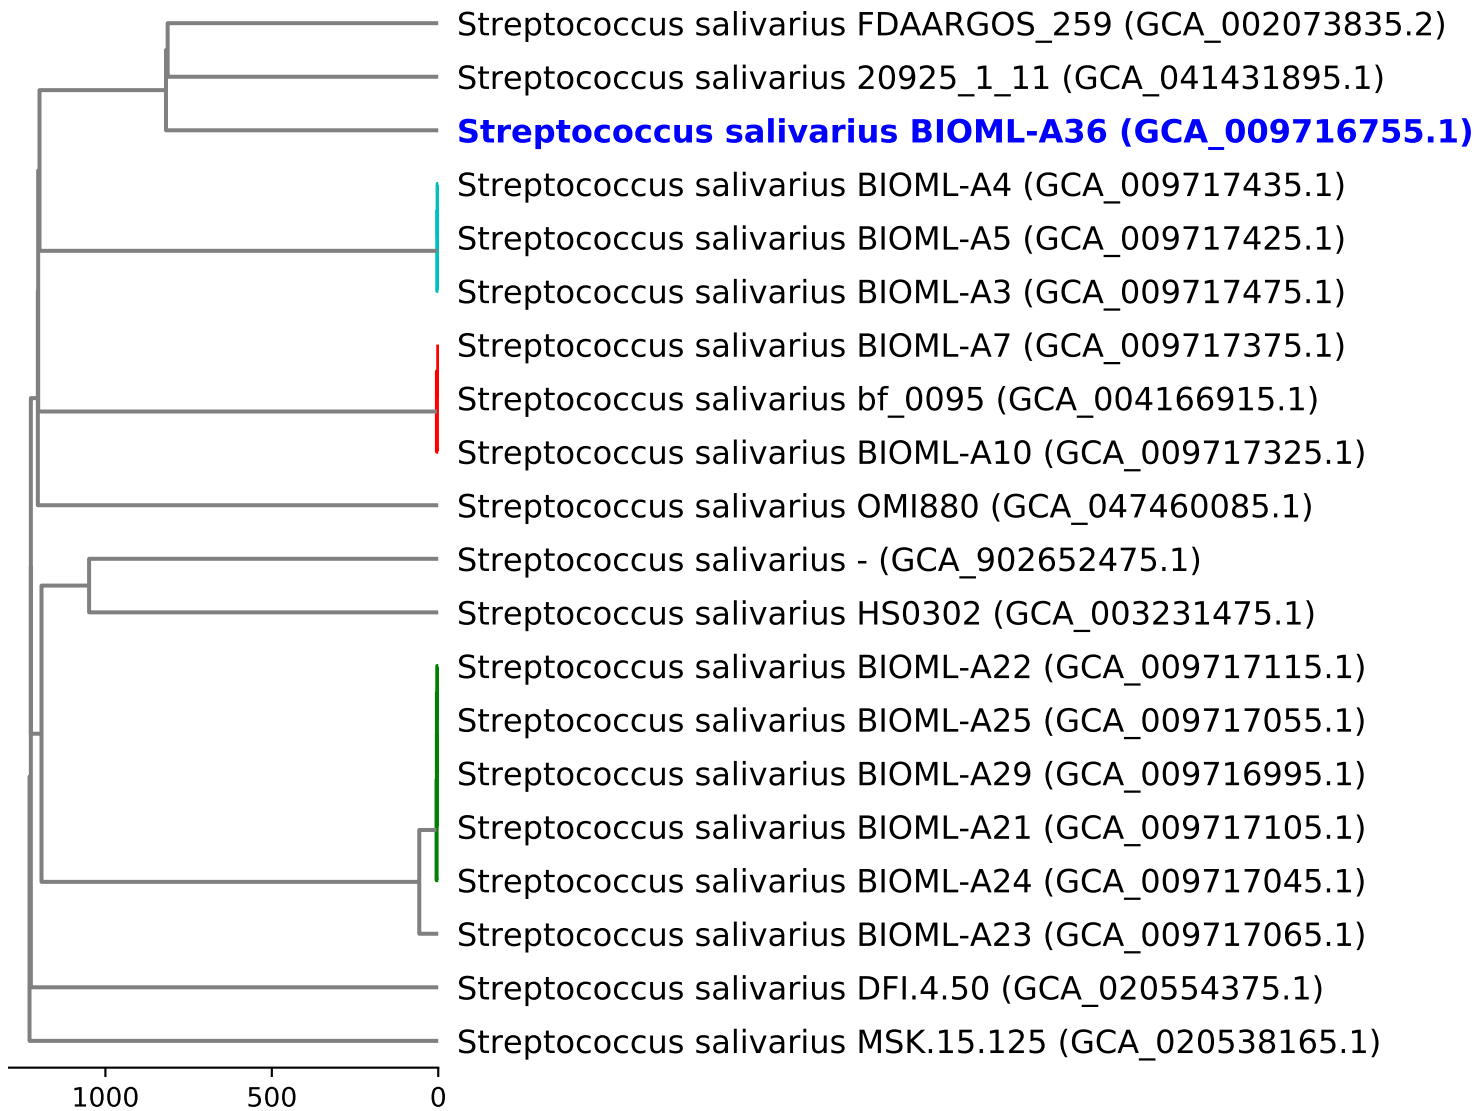 Streptococcus salivarius FDAARGOS_259 (GCA_002073835.2)
Streptococcus salivarius 20925_1_11 (GCA_041431895.1)
Streptococcus salivarius BIOML-A36 (GCA_009716755.1)
Streptococcus salivarius BIOML-A4 (GCA_009717435.1)
Streptococcus salivarius BIOML-A5 (GCA_009717425.1)
Streptococcus salivarius BIOML-A3 (GCA_009717475.1)
Streptococcus salivarius BIOML-A7 (GCA_009717375.1)
Streptococcus salivarius bf_0095 (GCA_004166915.1)
Streptococcus salivarius BIOML-A10 (GCA_009717325.1)
Streptococcus salivarius OMI880 (GCA_047460085.1)
Streptococcus salivarius - (GCA_902652475.1)
Streptococcus salivarius HS0302 (GCA_003231475.1)
Streptococcus salivarius BIOML-A22 (GCA_009717115.1)
Streptococcus salivarius BIOML-A25 (GCA_009717055.1)
Streptococcus salivarius BIOML-A29 (GCA_009716995.1)
Streptococcus salivarius BIOML-A21 (GCA_009717105.1)
Streptococcus salivarius BIOML-A24 (GCA_009717045.1)
Streptococcus salivarius BIOML-A23 (GCA_009717065.1)
Streptococcus salivarius DFI.4.50 (GCA_020554375.1)
Streptococcus salivarius MSK.15.125 (GCA_020538165.1)
1000 500 0